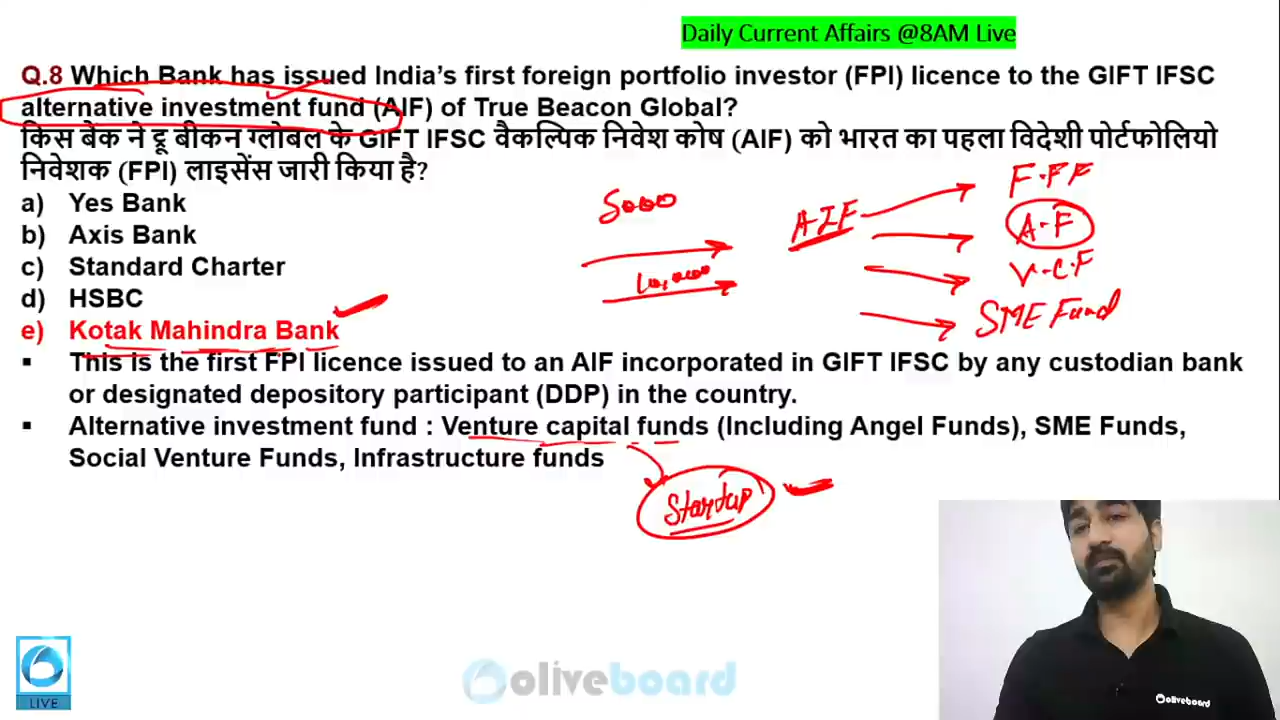 Daily Current Affairs @8AM Live
Q.8 Which Bank has issued India's first foreign portfolio investor (FPI) licence to the GIFT IFSC
alternative investment fund (AIF) of True Beacon Global?
किस बैंक ने ट्रू बीकन ग्लोबल के GIFT IFSC वैकल्पिक निवेश कोष (AIF) को भारत का पहला विदेशी पोर्टफोलियो
निवेशक (FPI) लाइसेंस जारी किया है?
a) Yes Bank
b) Axis Bank
c) Standard Charter
d) HSBC
e) Kotak Mahindra Bank
▪ This is the first FPI licence issued to an AIF incorporated in GIFT IFSC by any custodian bank
or designated depository participant (DDP) in the country.
▪ Alternative investment fund : Venture capital funds (Including Angel Funds), SME Funds,
Social Venture Funds, Infrastructure funds
5000
10,000
AIF
F.F F
A.F
V.C.F
SME Fund
Startup
LIVE
oliveboard
oliveboard